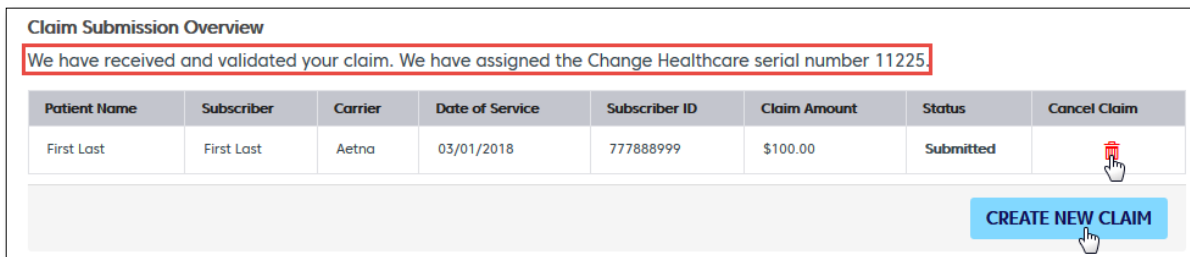 Claim Submission Overview
We have received and validated your claim. We have assigned the Change Healthcare serial number 11225.
Patient Name Subscriber Carrier Date of Service Subscriber ID Claim Amount Status Cancel Claim
First Last First Last Aetna 03/01/2018 777888999 $100.00 Submitted
CREATE NEW CLAIM